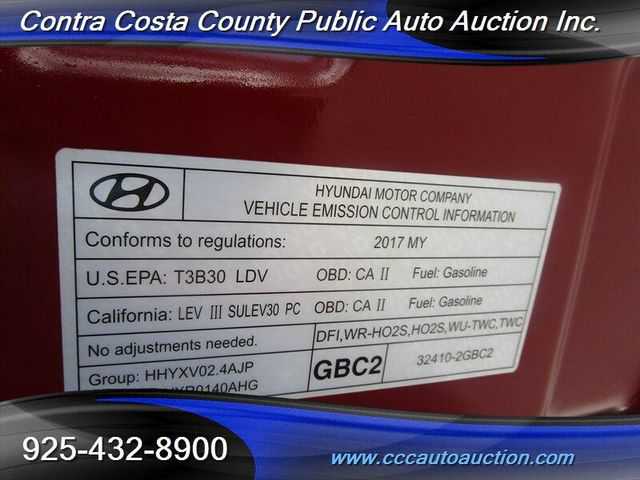 Contra Costa County Public Auto Auction Inc.
HYUNDAI MOTOR COMPANY
VEHICLE EMISSION CONTROL INFORMATION
Conforms to regulations: 2017 MY
U.S.EPA: T3B30 LDV OBD: CA II Fuel: Gasoline
California: LEV III SULEV30 PC OBD: CA II Fuel: Gasoline
No adjustments needed. DFI,WR-HO2S,HO2S,WU-TWC,TWC
Group: HHYXV02.4AJP GBC2 32410-2GBC2
925-432-8900
www.cccautoauction.com